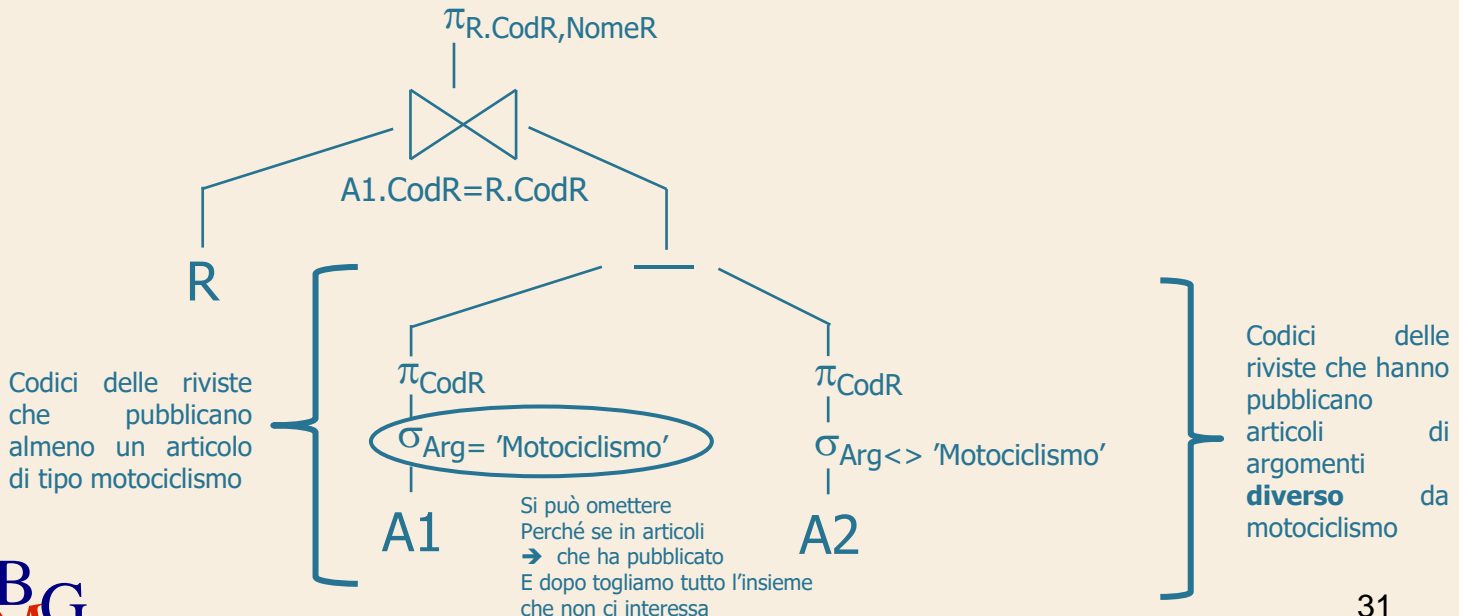 πR.CodR,NomeR
A1.CodR=R.CodR
R
Codici delle riviste
che pubblicano
almeno un articolo
di tipo motociclismo
πCodR
σArg= ’Motociclismo’
A1
Si può omettere
Perché se in articoli
➔ che ha pubblicato
E dopo togliamo tutto l’insieme
che non ci interessa
πCodR
σArg<> ’Motociclismo’
A2
Codici delle
riviste che hanno
pubblicano
articoli di
argomenti
diverso da
motociclismo
BMG
31